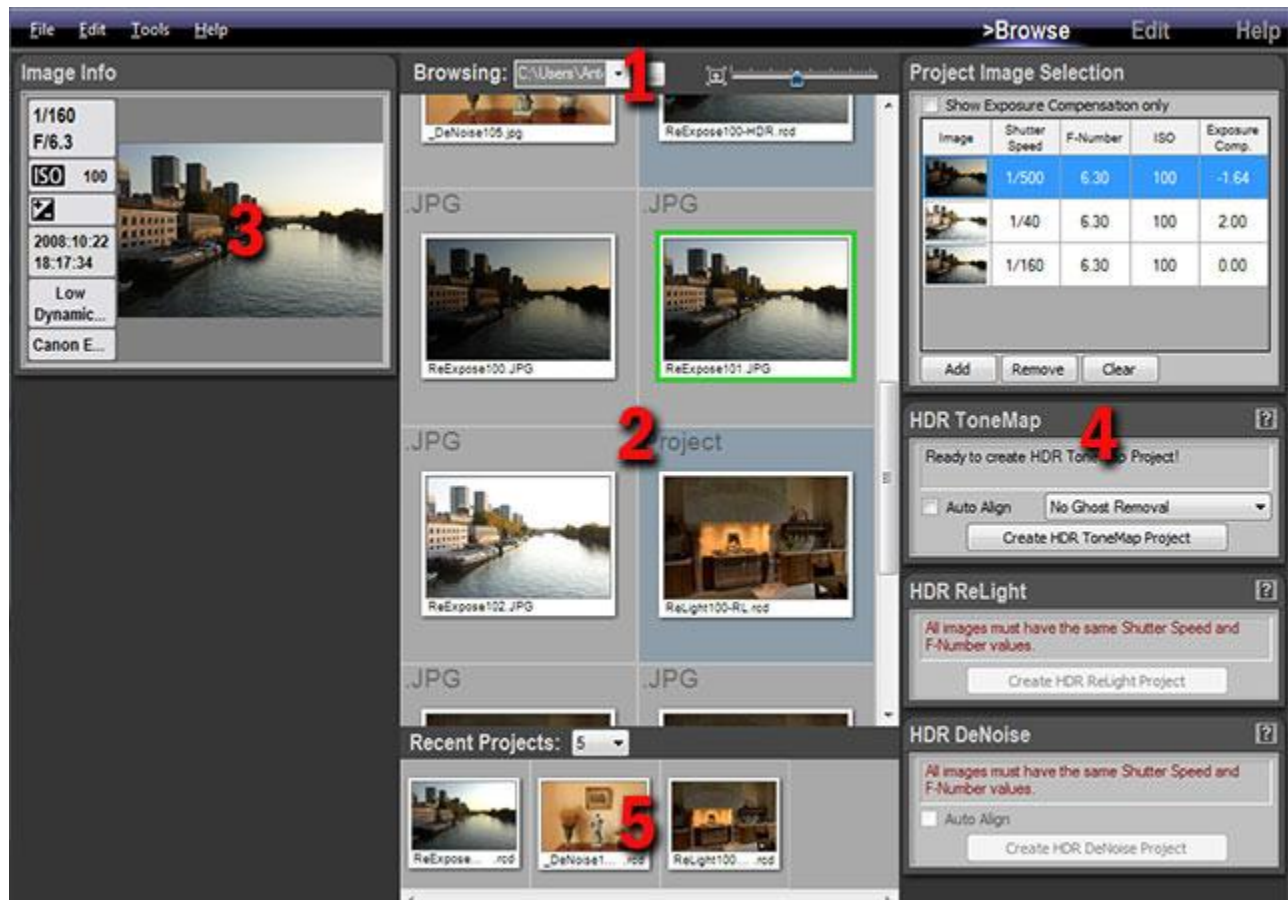 File Edit Tools Help
>Browse Edit Help
Image Info
1/160
F/6.3
ISO 100
2008:10:22
18:17:34
Low
Dynamic...
Canon E...
3
Browsing: C:\Users\Ant
1
_DeNoise105.jpg
ReExpose100-HDR.rcd
.JPG
.JPG
ReExpose100.JPG
ReExpose101.JPG
.JPG
2
roject
ReExpose102.JPG
ReLight100-RL.rcd
.JPG
.JPG
Recent Projects: 5
ReExpose... .rcd
_DeNoise1... .rcd
ReLight100... .rcd
5
Project Image Selection
Show Exposure Compensation only
Image Shutter Speed F-Number ISO Exposure Comp.
1/500 6.30 100 -1.64
1/40 6.30 100 2.00
1/160 6.30 100 0.00
Add Remove Clear
HDR ToneMap [?]
4
Ready to create HDR Project!
Auto Align No Ghost Removal
Create HDR ToneMap Project
HDR ReLight [?]
All images must have the same Shutter Speed and
F-Number values.
Create HDR ReLight Project
HDR DeNoise [?]
All images must have the same Shutter Speed and
F-Number values.
Auto Align
Create HDR DeNoise Project